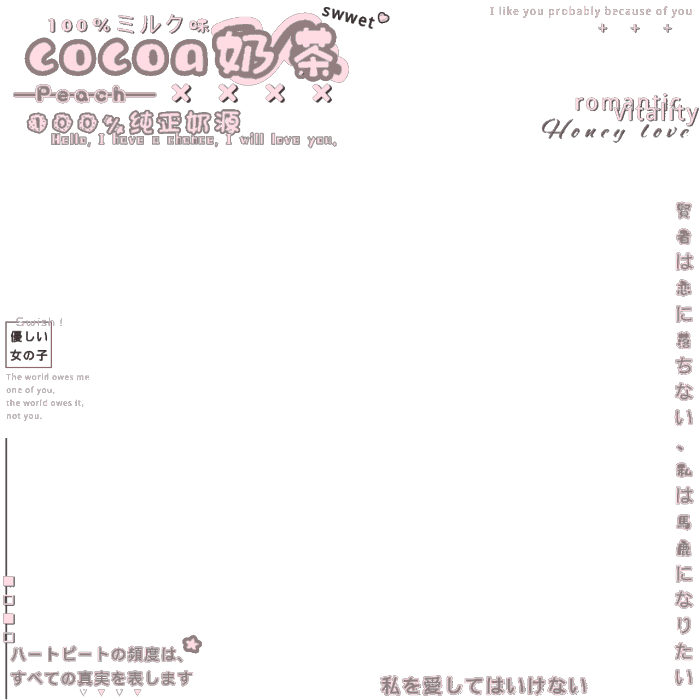 100%ミルク味
swwet
cocoa奶茶
Peach
100%纯正奶源
Hello, I have a chance, I will love you.
I like you probably because of you
romantic
vitality
Honey love
賢者は恋に落ちない、私は馬鹿になりたい
Swish !
優しい
女の子
The world owes me
one of you,
the world owes it,
not you.
ハートビートの頻度は、
すべての真実を表します
私を愛してはいけない